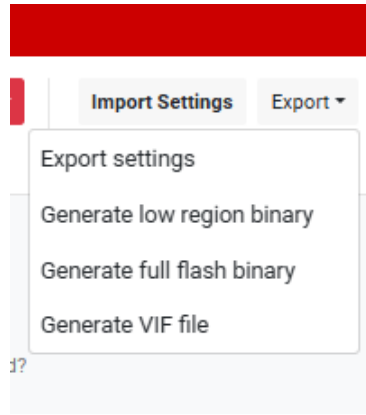 Import Settings Export
Export settings
Generate low region binary
Generate full flash binary
Generate VIF file
d?